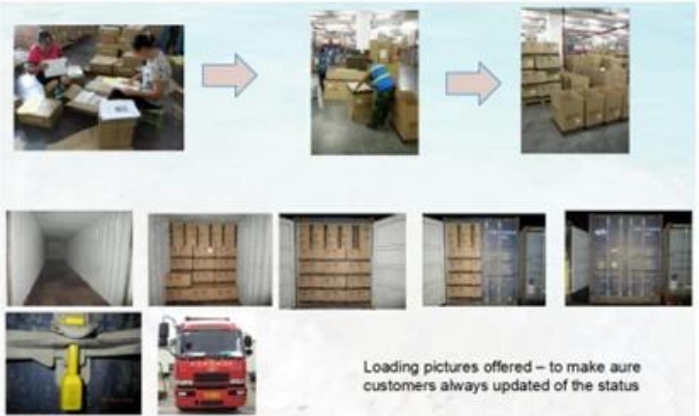 Loading pictures offered – to make aure
customers always updated of the status